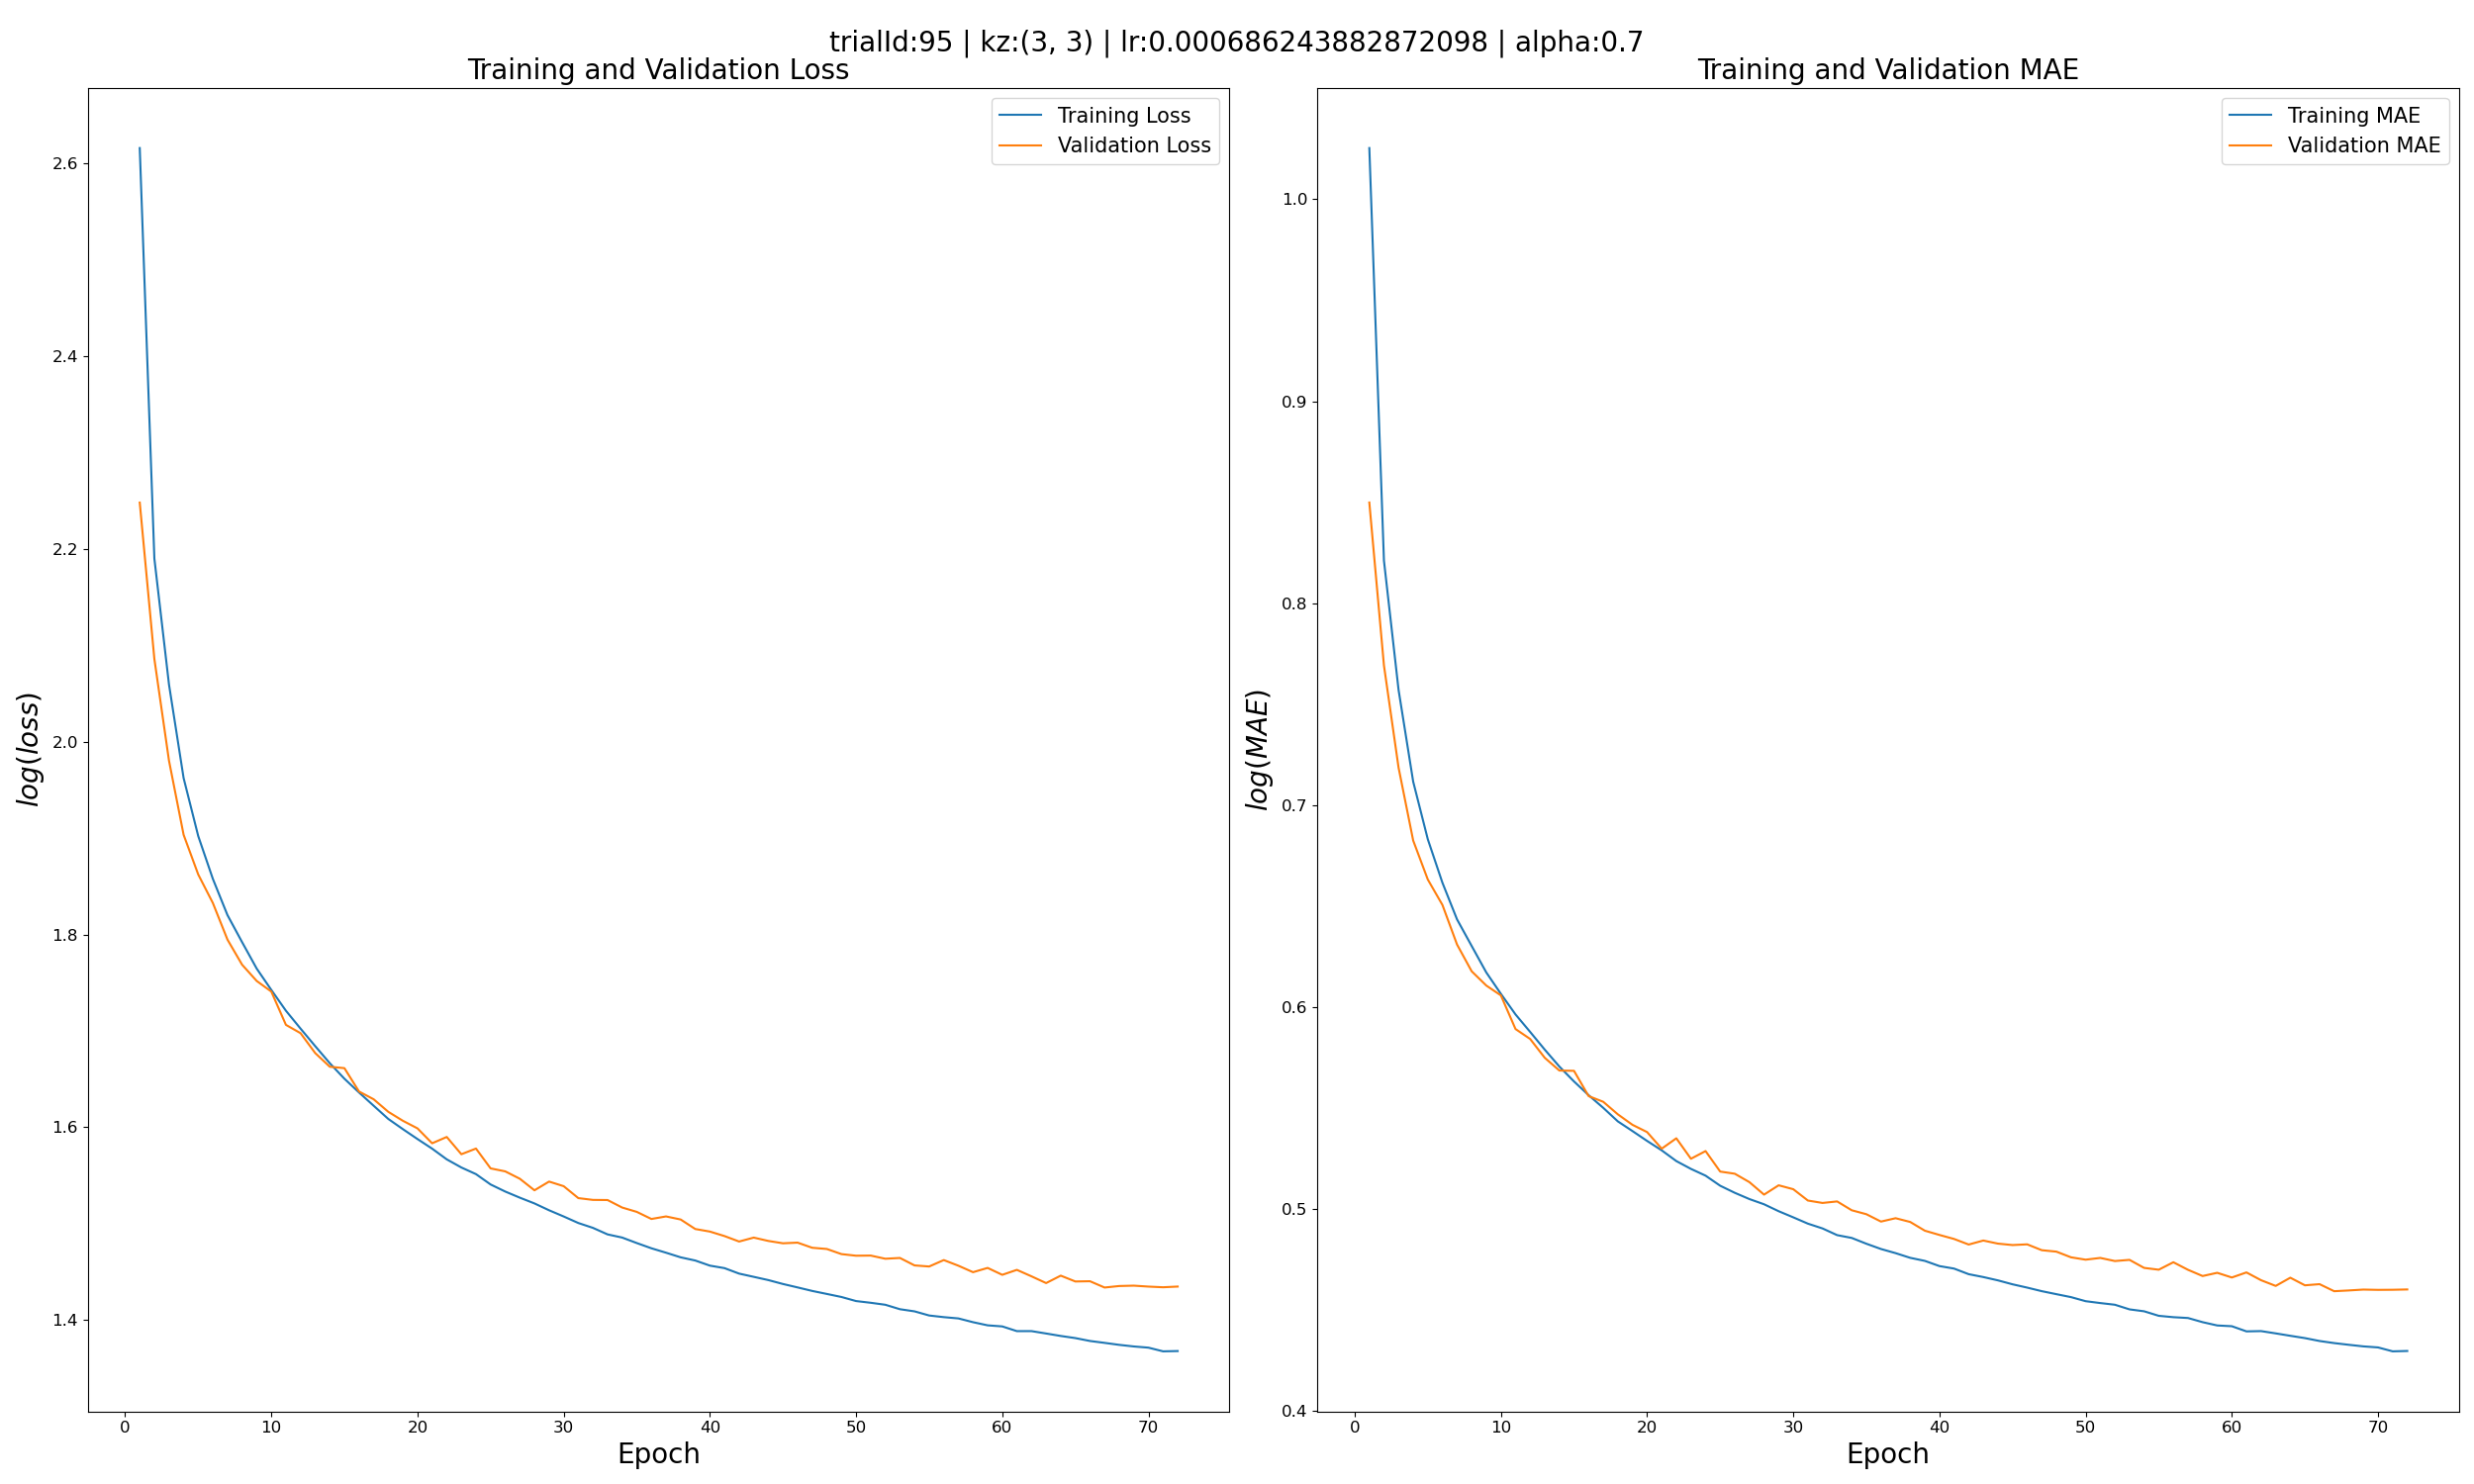 trialId:95 | kz:(3, 3) | lr:0.000686243882872098 | alpha:0.7
Training and Validation Loss
Training Loss
Validation Loss
2.6
2.4
2.2
2.0
1.8
1.6
1.4
log(loss)
0 10 20 30 40 50 60 70
Epoch
Training and Validation MAE
Training MAE
Validation MAE
1.0
0.9
0.8
0.7
0.6
0.5
0.4
log(MAE)
0 10 20 30 40 50 60 70
Epoch